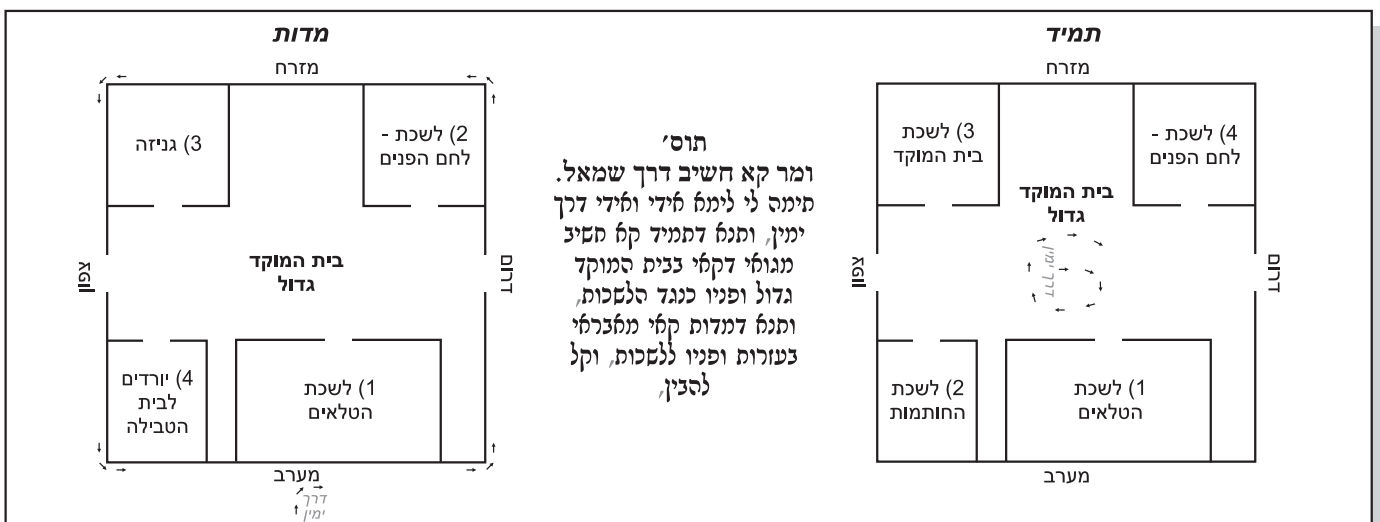 תמיד
מזרח
4) לשכת -
לחם הפנים
3) לשכת
בית המוקד
בית המוקד
גדול
דרך ימין
דרום
צפון
1) לשכת
הטלאים
2) לשכת
החותמות
מערב
תוס׳
ומר קא חשיב דרך שמאל.
תימה לי לימא אידי ואידי דרך
ימין, ותנא דתמיד קא חשיב
מגואי דקאי בבית המוקד
גדול ופניו כנגד הלשכות,
ותנא דמדות קאי מאבראי
בעזרות ופניו ללשכות, וקל
להבין,
מדות
מזרח
2) לשכת -
לחם הפנים
3) גניזה
בית המוקד
גדול
דרום
צפון
1) לשכת
הטלאים
4) יורדים
לבית
הטבילה
מערב
דרך
ימין